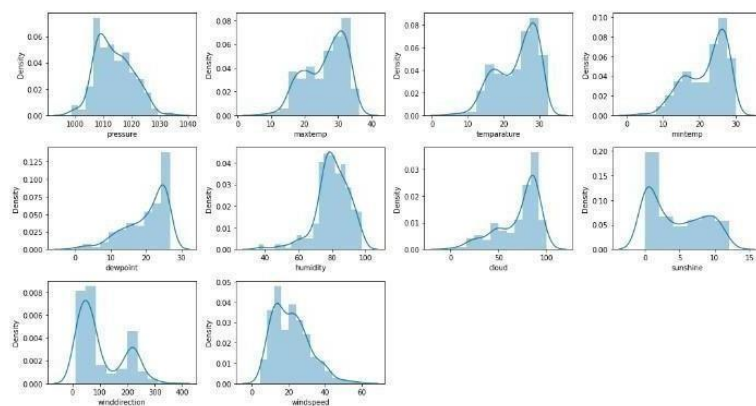 Density
0.06
0.04
0.02
0.00
1000 1010 1020 1030 1040
pressure
Density
0.08
0.06
0.04
0.02
0.00
0 10 20 30 40
maxtemp
Density
0.08
0.06
0.04
0.02
0.00
0 10 20 30
temparature
Density
0.10
0.08
0.06
0.04
0.02
0.00
0 10 20 30
mintemp
Density
0.125
0.100
0.075
0.050
0.025
0.000
0 10 20 30
dewpoint
Density
0.04
0.03
0.02
0.01
0.00
40 60 80 100
humidity
Density
0.03
0.02
0.01
0.00
0 50 100
cloud
Density
0.20
0.15
0.10
0.05
0.00
0 5 10 15
sunshine
Density
0.008
0.006
0.004
0.002
0.000
0 100 200 300 400
winddirection
Density
0.05
0.04
0.03
0.02
0.01
0.00
0 20 40 60
windspeed